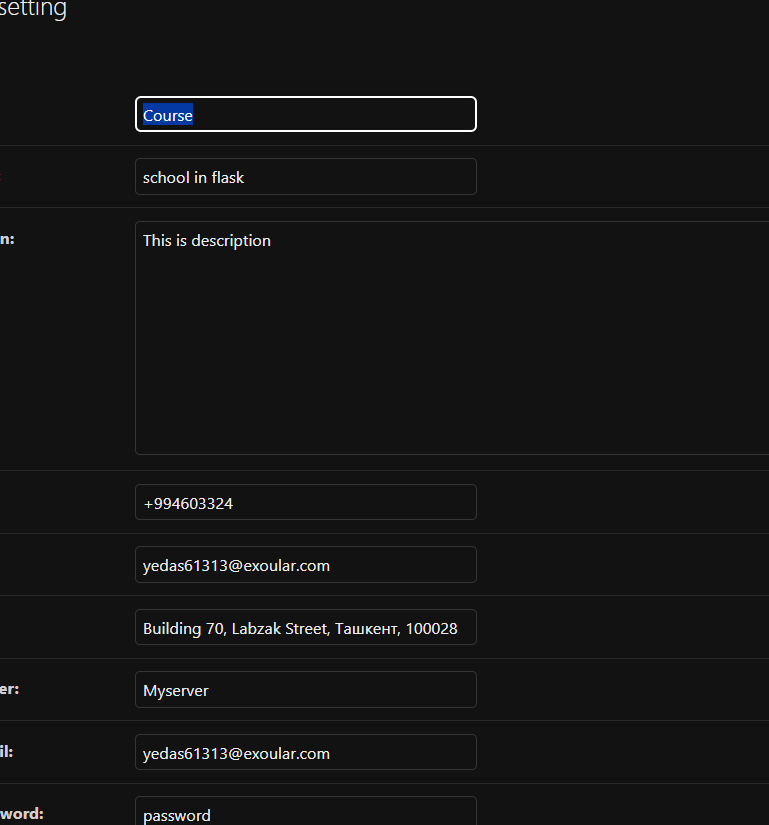 setting
Course
school in flask
n:
This is description
+994603324
yedas61313@exoular.com
Building 70, Labzak Street, Ташкент, 100028
er:
Myserver
il:
yedas61313@exoular.com
word:
password